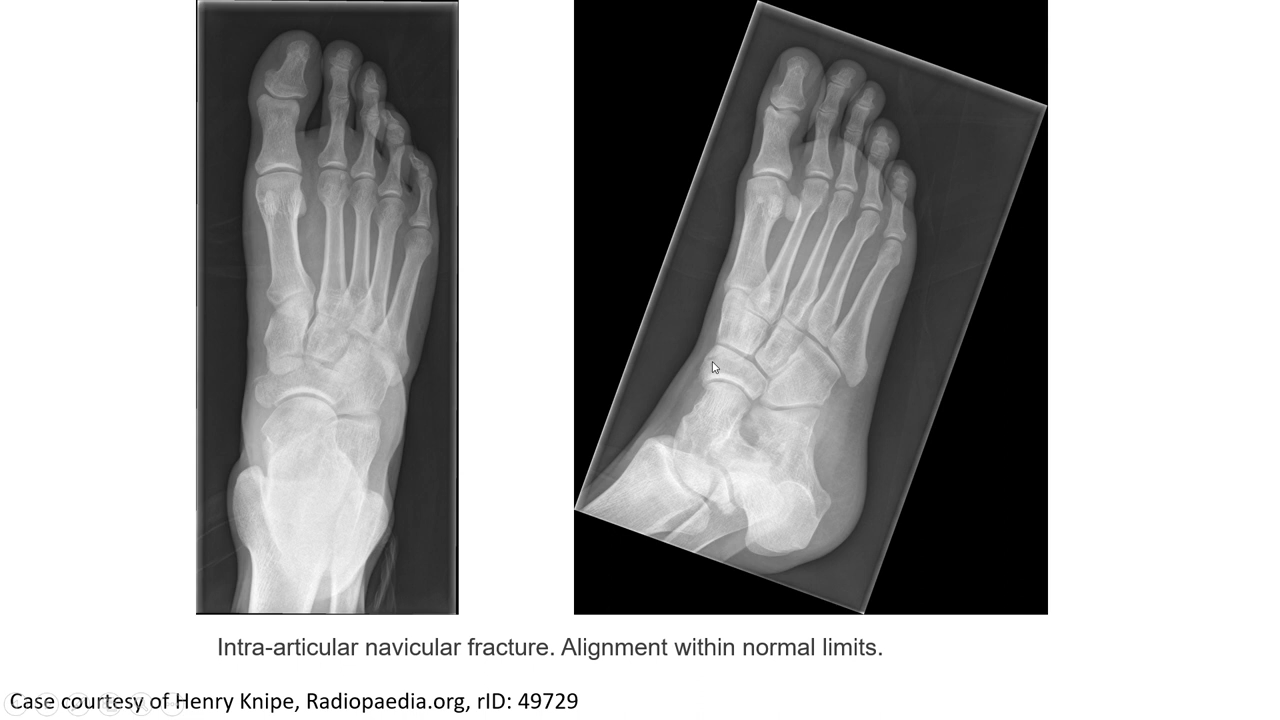 Intra-articular navicular fracture. Alignment within normal limits.
Case courtesy of Henry Knipe, Radiopaedia.org, rID: 49729